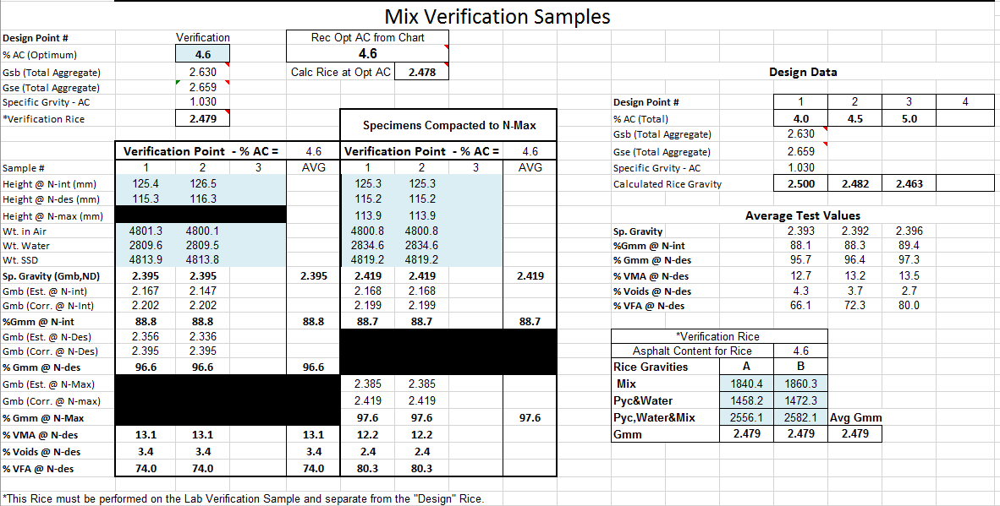 Mix Verification Samples
Design Point # Verification Rec Opt AC from Chart
% AC (Optimum) 4.6 4.6
Gsb (Total Aggregate) 2.630 Calc Rice at Opt AC 2.478 Design Data
Gse (Total Aggregate) 2.659
Specific Grvity - AC 1.030 Design Point # 1 2 3 4
*Verification Rice 2.479 % AC (Total) 4.0 4.5 5.0
Specimens Compacted to N-Max
Gsb (Total Aggregate) 2.630
Verification Point - % AC = 4.6 Verification Point - % AC = 4.6 Gse (Total Aggregate) 2.659
Sample # 1 2 3 AVG 1 2 3 AVG Specific Grvity - AC 1.030
Height @ N-int (mm) 125.4 126.5 125.3 125.3 Calculated Rice Gravity 2.500 2.482 2.463
Height @ N-des (mm) 115.3 116.3 115.2 115.2
Height @ N-max (mm) 113.9 113.9 Average Test Values
Wt. in Air 4801.3 4800.1 4800.8 4800.8 Sp. Gravity 2.393 2.392 2.396
Wt. Water 2809.6 2809.5 2834.6 2834.6 %Gmm @ N-int 88.1 88.3 89.4
Wt. SSD 4813.9 4813.8 4819.2 4819.2 % Gmm @ N-des 95.7 96.4 97.3
Sp. Gravity (Gmb,ND) 2.395 2.395 2.395 2.419 2.419 2.419 % VMA @ N-des 12.7 13.2 13.5
Gmb (Est. @ N-int) 2.167 2.147 2.168 2.168 % Voids @ N-des 4.3 3.7 2.7
Gmb (Corr. @ N-Int) 2.202 2.202 2.199 2.199 % VFA @ N-des 66.1 72.3 80.0
%Gmm @ N-int 88.8 88.8 88.8 88.7 88.7 88.7
Gmb (Est. @ N-Des) 2.356 2.336 *Verification Rice
Gmb (Corr. @ N-Des) 2.395 2.395 Asphalt Content for Rice 4.6
% Gmm @ N-des 96.6 96.6 96.6 Rice Gravities A B
Gmb (Est. @ N-Max) 2.385 2.385 Mix 1840.4 1860.3
Gmb (Corr. @ N-max) 2.419 2.419 Pyc&Water 1458.2 1472.3
% Gmm @ N-Max 97.6 97.6 97.6 Pyc,Water&Mix 2556.1 2582.1 Avg Gmm
% VMA @ N-des 13.1 13.1 13.1 12.2 12.2 Gmm 2.479 2.479 2.479
% Voids @ N-des 3.4 3.4 3.4 2.4 2.4
% VFA @ N-des 74.0 74.0 74.0 80.3 80.3
*This Rice must be performed on the Lab Verification Sample and separate from the "Design" Rice.